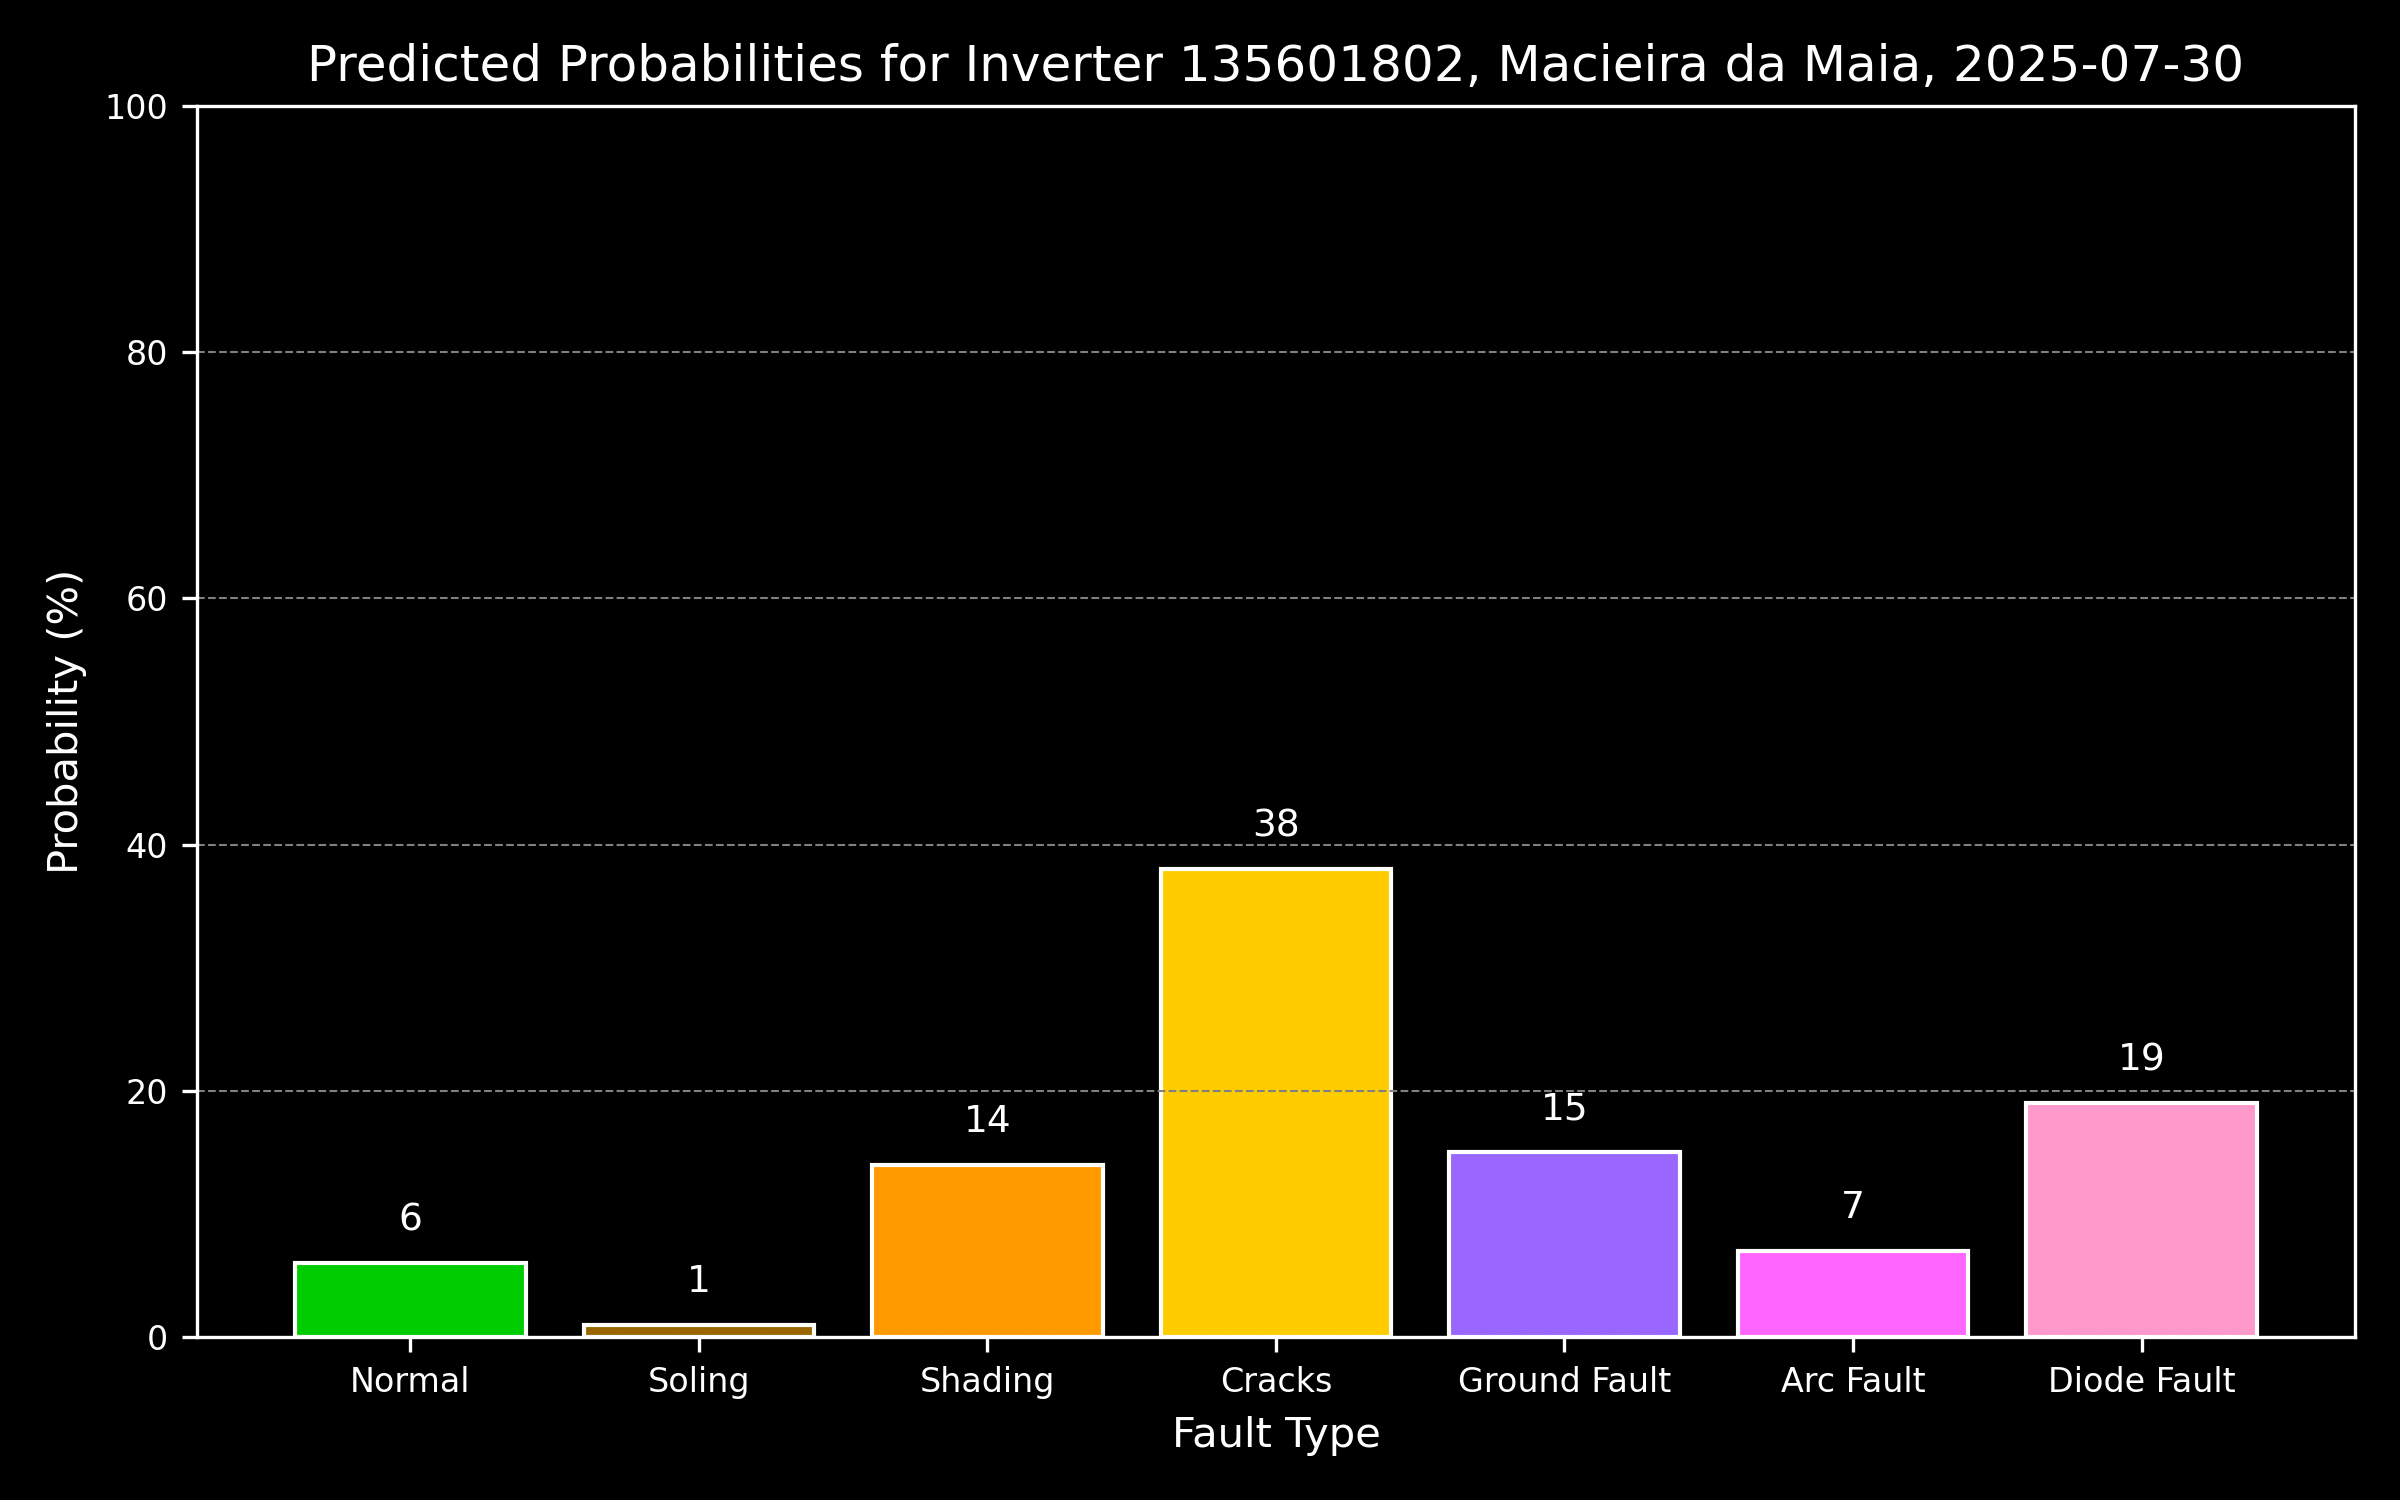 Predicted Probabilities for Inverter 135601802, Macieira da Maia, 2025-07-30
100
80
60
40
20
0
Probability (%)
6
1
14
38
15
7
19
Normal
Soling
Shading
Cracks
Ground Fault
Arc Fault
Diode Fault
Fault Type